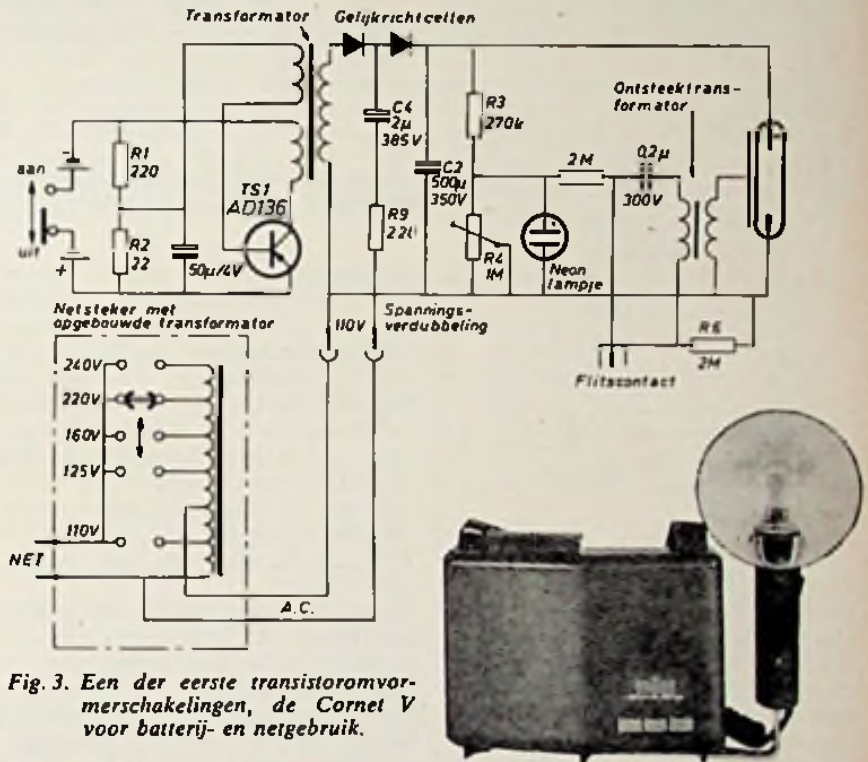 Transformator
Gelijkrichtcellen
Ontsteektrans-
formator
C4
2µ
385V
R3
270k
R1
220
2M
0,2µ
300V
aan
C2
500µ
350V
TS1
AD136
R9
220
R2
22
50µ/4V
R4
1M
Neon
lampje
uit
Netsteker met
opgebouwde transformator
110V
Spannings-
verdubbeling
R6
2M
Flitscontact
240V
220V
160V
125V
110V
NET
A.C.
Fig. 3. Een der eerste transistoromvor-
merschakelingen, de Cornet V
voor batterij- en netgebruik.